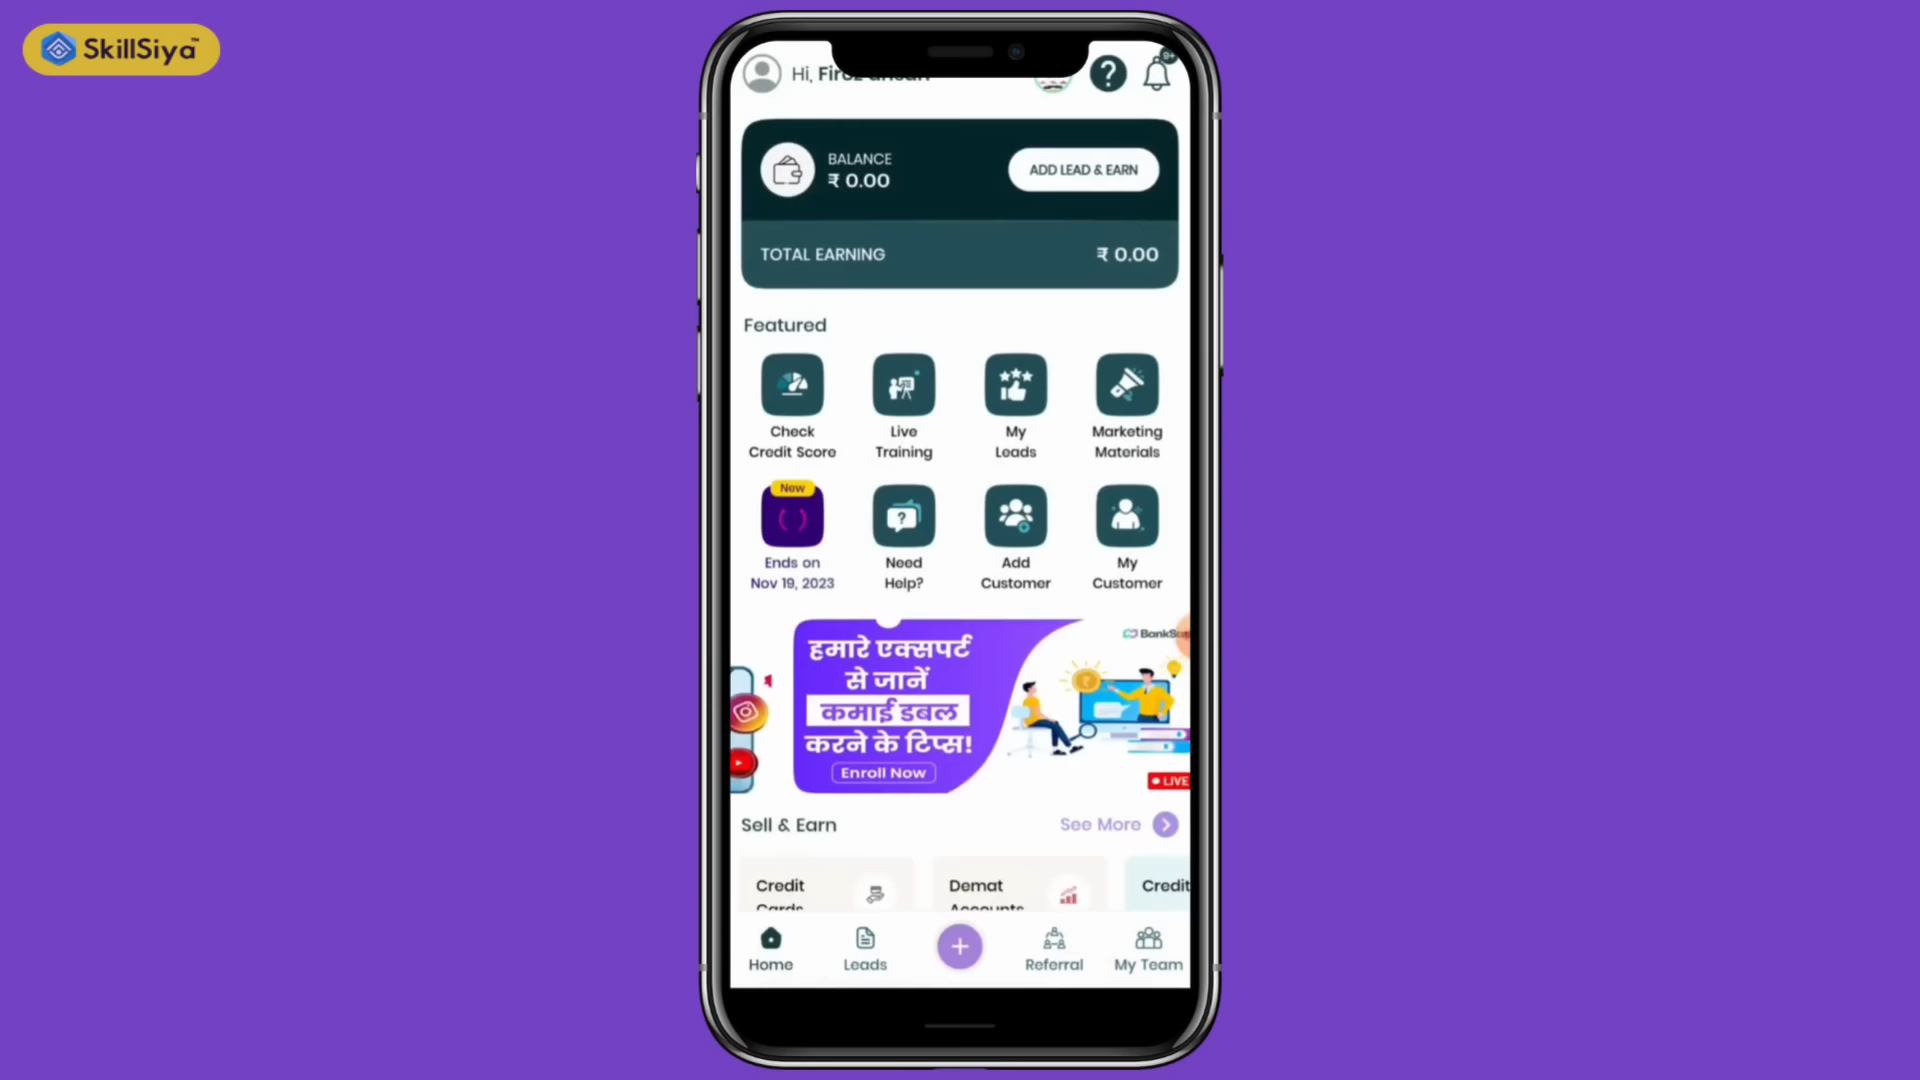 SkillSiya™
Hi, Firoz ansari
9+
BALANCE
₹ 0.00
ADD LEAD & EARN
TOTAL EARNING
₹ 0.00
Featured
Check
Credit Score
Live
Training
My
Leads
Marketing
Materials
New
Ends on
Nov 19, 2023
Need
Help?
Add
Customer
My
Customer
हमारे एक्सपर्ट
से जानें
कमाई डबल
करने के टिप्स!
Enroll Now
LIVE
Sell & Earn
See More
Credit
Cards
Demat
Accounts
Credit
Home
Leads
Referral
My Team